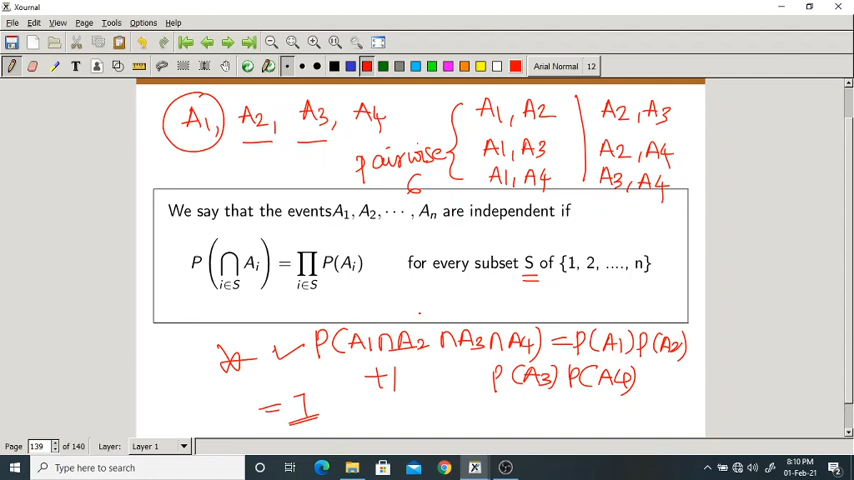 Xournal
File Edit View Page Tools Options Help
Arial Normal 12
A1, A2, A3, A4
pairwise
6
A1, A2
A1, A3
A1, A4
A2, A3
A2, A4
A3, A4
We say that the events A₁, A₂, ⋯ , Aₙ are independent if
P(⋂_{i∈S} A_i) = ∏_{i∈S} P(A_i) for every subset S of {1, 2, ...., n}
P(A1∩A2 ∩A3∩A4) = P(A1)P(A2)
+1 P(A3) P(A4)
= 1
Page 139 of 140 Layer: Layer 1
Type here to search
8:10 PM
01-Feb-21
2